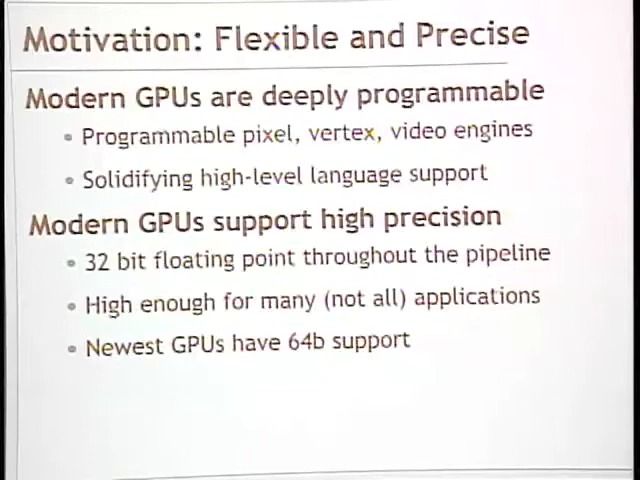 Motivation: Flexible and Precise
Modern GPUs are deeply programmable
Programmable pixel, vertex, video engines
Solidifying high-level language support
Modern GPUs support high precision
32 bit floating point throughout the pipeline
High enough for many (not all) applications
Newest GPUs have 64b support